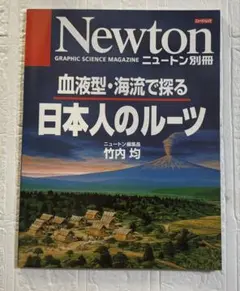 Newton
GRAPHIC SCIENCE MAGAZINE ニュートン別冊
血液型・海流で探る
日本人のルーツ
ニュートン編集長
竹内 均